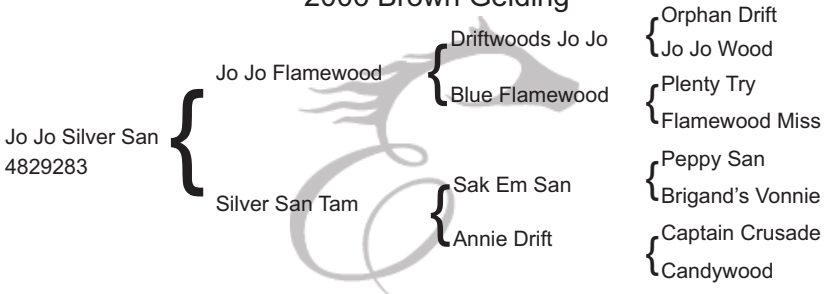 2006 Brown Gelding
Orphan Drift
Driftwoods Jo Jo
Jo Jo Wood
Jo Jo Flamewood
Plenty Try
Blue Flamewood
Flamewood Miss
Jo Jo Silver San
4829283
Peppy San
Sak Em San
Brigand's Vonnie
Silver San Tam
Captain Crusade
Annie Drift
Candywood